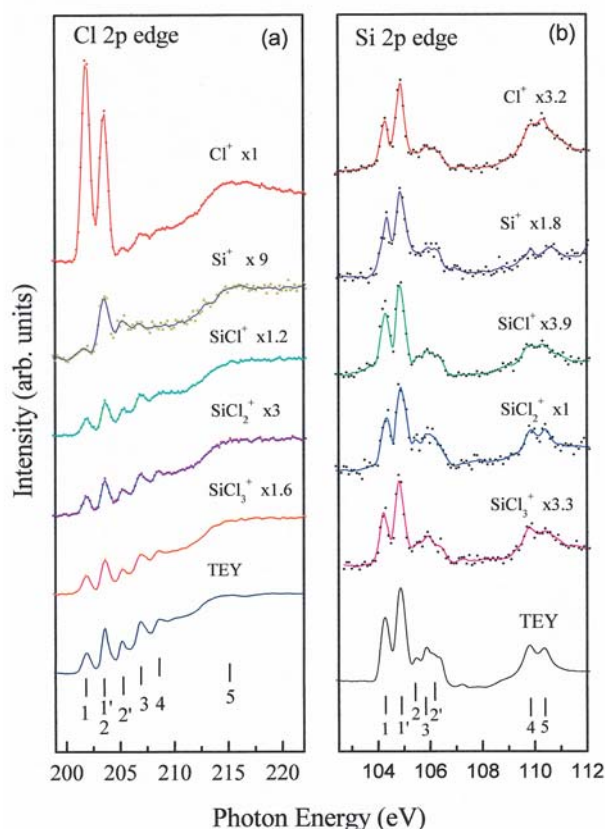 Cl 2p edge
(a)
Cl⁺ x1
Si⁺ x 9
SiCl⁺ x1.2
SiCl₂⁺ x3
SiCl₃⁺ x1.6
TEY
1 1' 2' 3 4 5
2
200 205 210 215 220
Si 2p edge
(b)
Cl⁺ x3.2
Si⁺ x1.8
SiCl⁺ x3.9
SiCl₂⁺ x1
SiCl₃⁺ x3.3
TEY
1 1' 2 3 2' 4 5
104 106 108 110 112
Intensity (arb. units)
Photon Energy (eV)